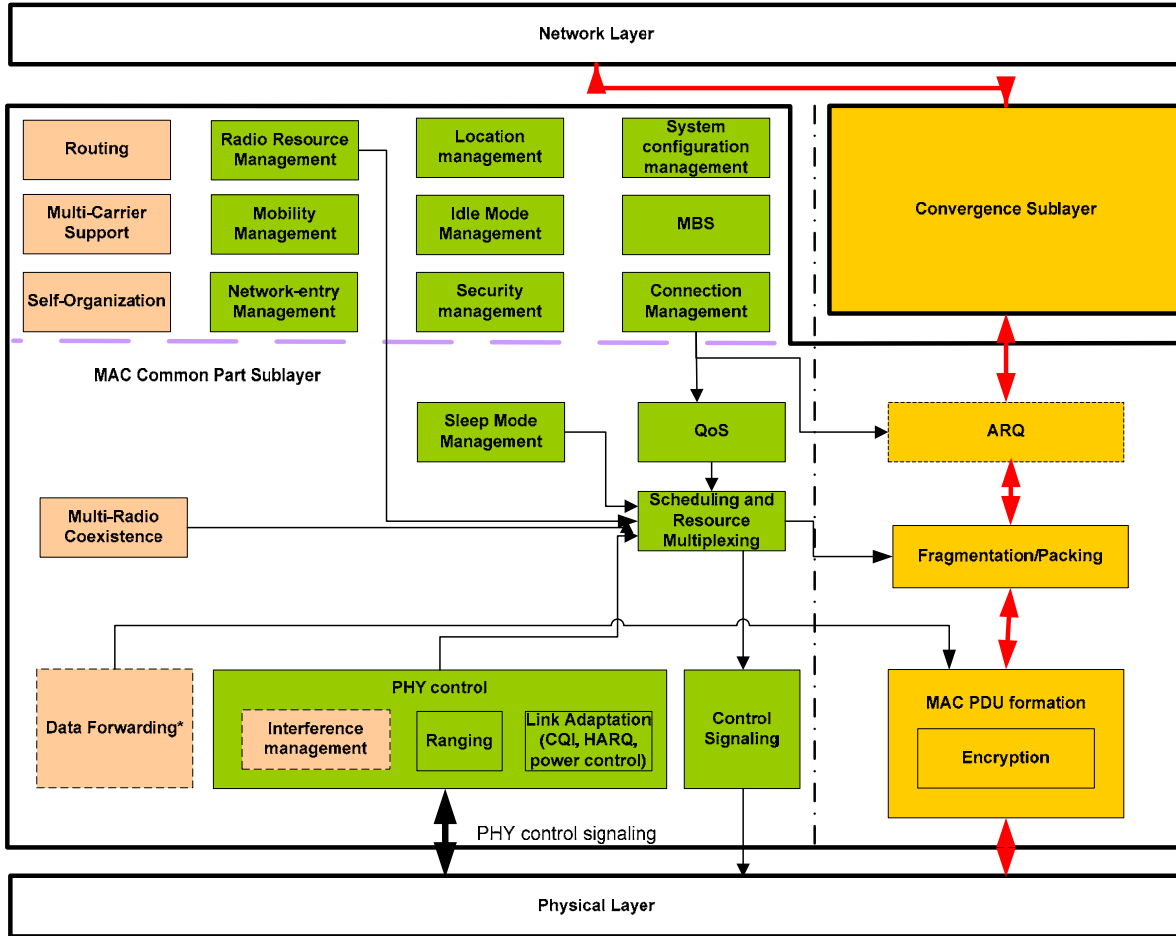 Network Layer
Routing
Radio Resource
Management
Location
management
System
configuration
management
Convergence Sublayer
Multi-Carrier
Support
Mobility
Management
Idle Mode
Management
MBS
Self-Organization
Network-entry
Management
Security
management
Connection
Management
MAC Common Part Sublayer
Sleep Mode
Management
QoS
ARQ
Multi-Radio
Coexistence
Scheduling and
Resource
Multiplexing
Fragmentation/Packing
Data Forwarding*
PHY control
Interference
management
Ranging
Link Adaptation
(CQI, HARQ,
power control)
Control
Signaling
MAC PDU formation
Encryption
PHY control signaling
Physical Layer